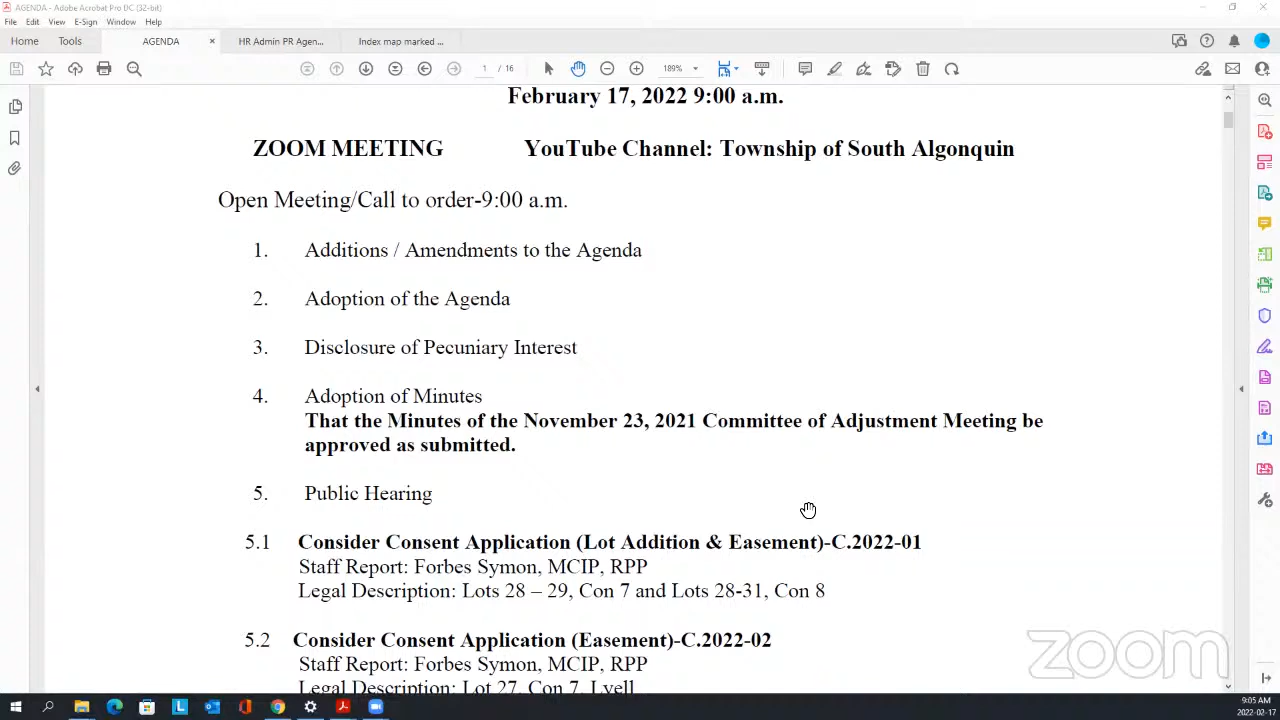 AGENDA - Adobe Acrobat Pro DC (32-bit)
File Edit View E-Sign Window Help
Home Tools AGENDA × HR Admin PR Agen... Index map marked ...
1 / 16 189%
February 17, 2022 9:00 a.m.
ZOOM MEETING YouTube Channel: Township of South Algonquin
Open Meeting/Call to order-9:00 a.m.
1. Additions / Amendments to the Agenda
2. Adoption of the Agenda
3. Disclosure of Pecuniary Interest
4. Adoption of Minutes
That the Minutes of the November 23, 2021 Committee of Adjustment Meeting be
approved as submitted.
5. Public Hearing
5.1 Consider Consent Application (Lot Addition & Easement)-C.2022-01
Staff Report: Forbes Symon, MCIP, RPP
Legal Description: Lots 28 – 29, Con 7 and Lots 28-31, Con 8
5.2 Consider Consent Application (Easement)-C.2022-02
Staff Report: Forbes Symon, MCIP, RPP
Legal Description: Lot 27, Con 7, Lyell
zoom
9:05 AM
2022-02-17